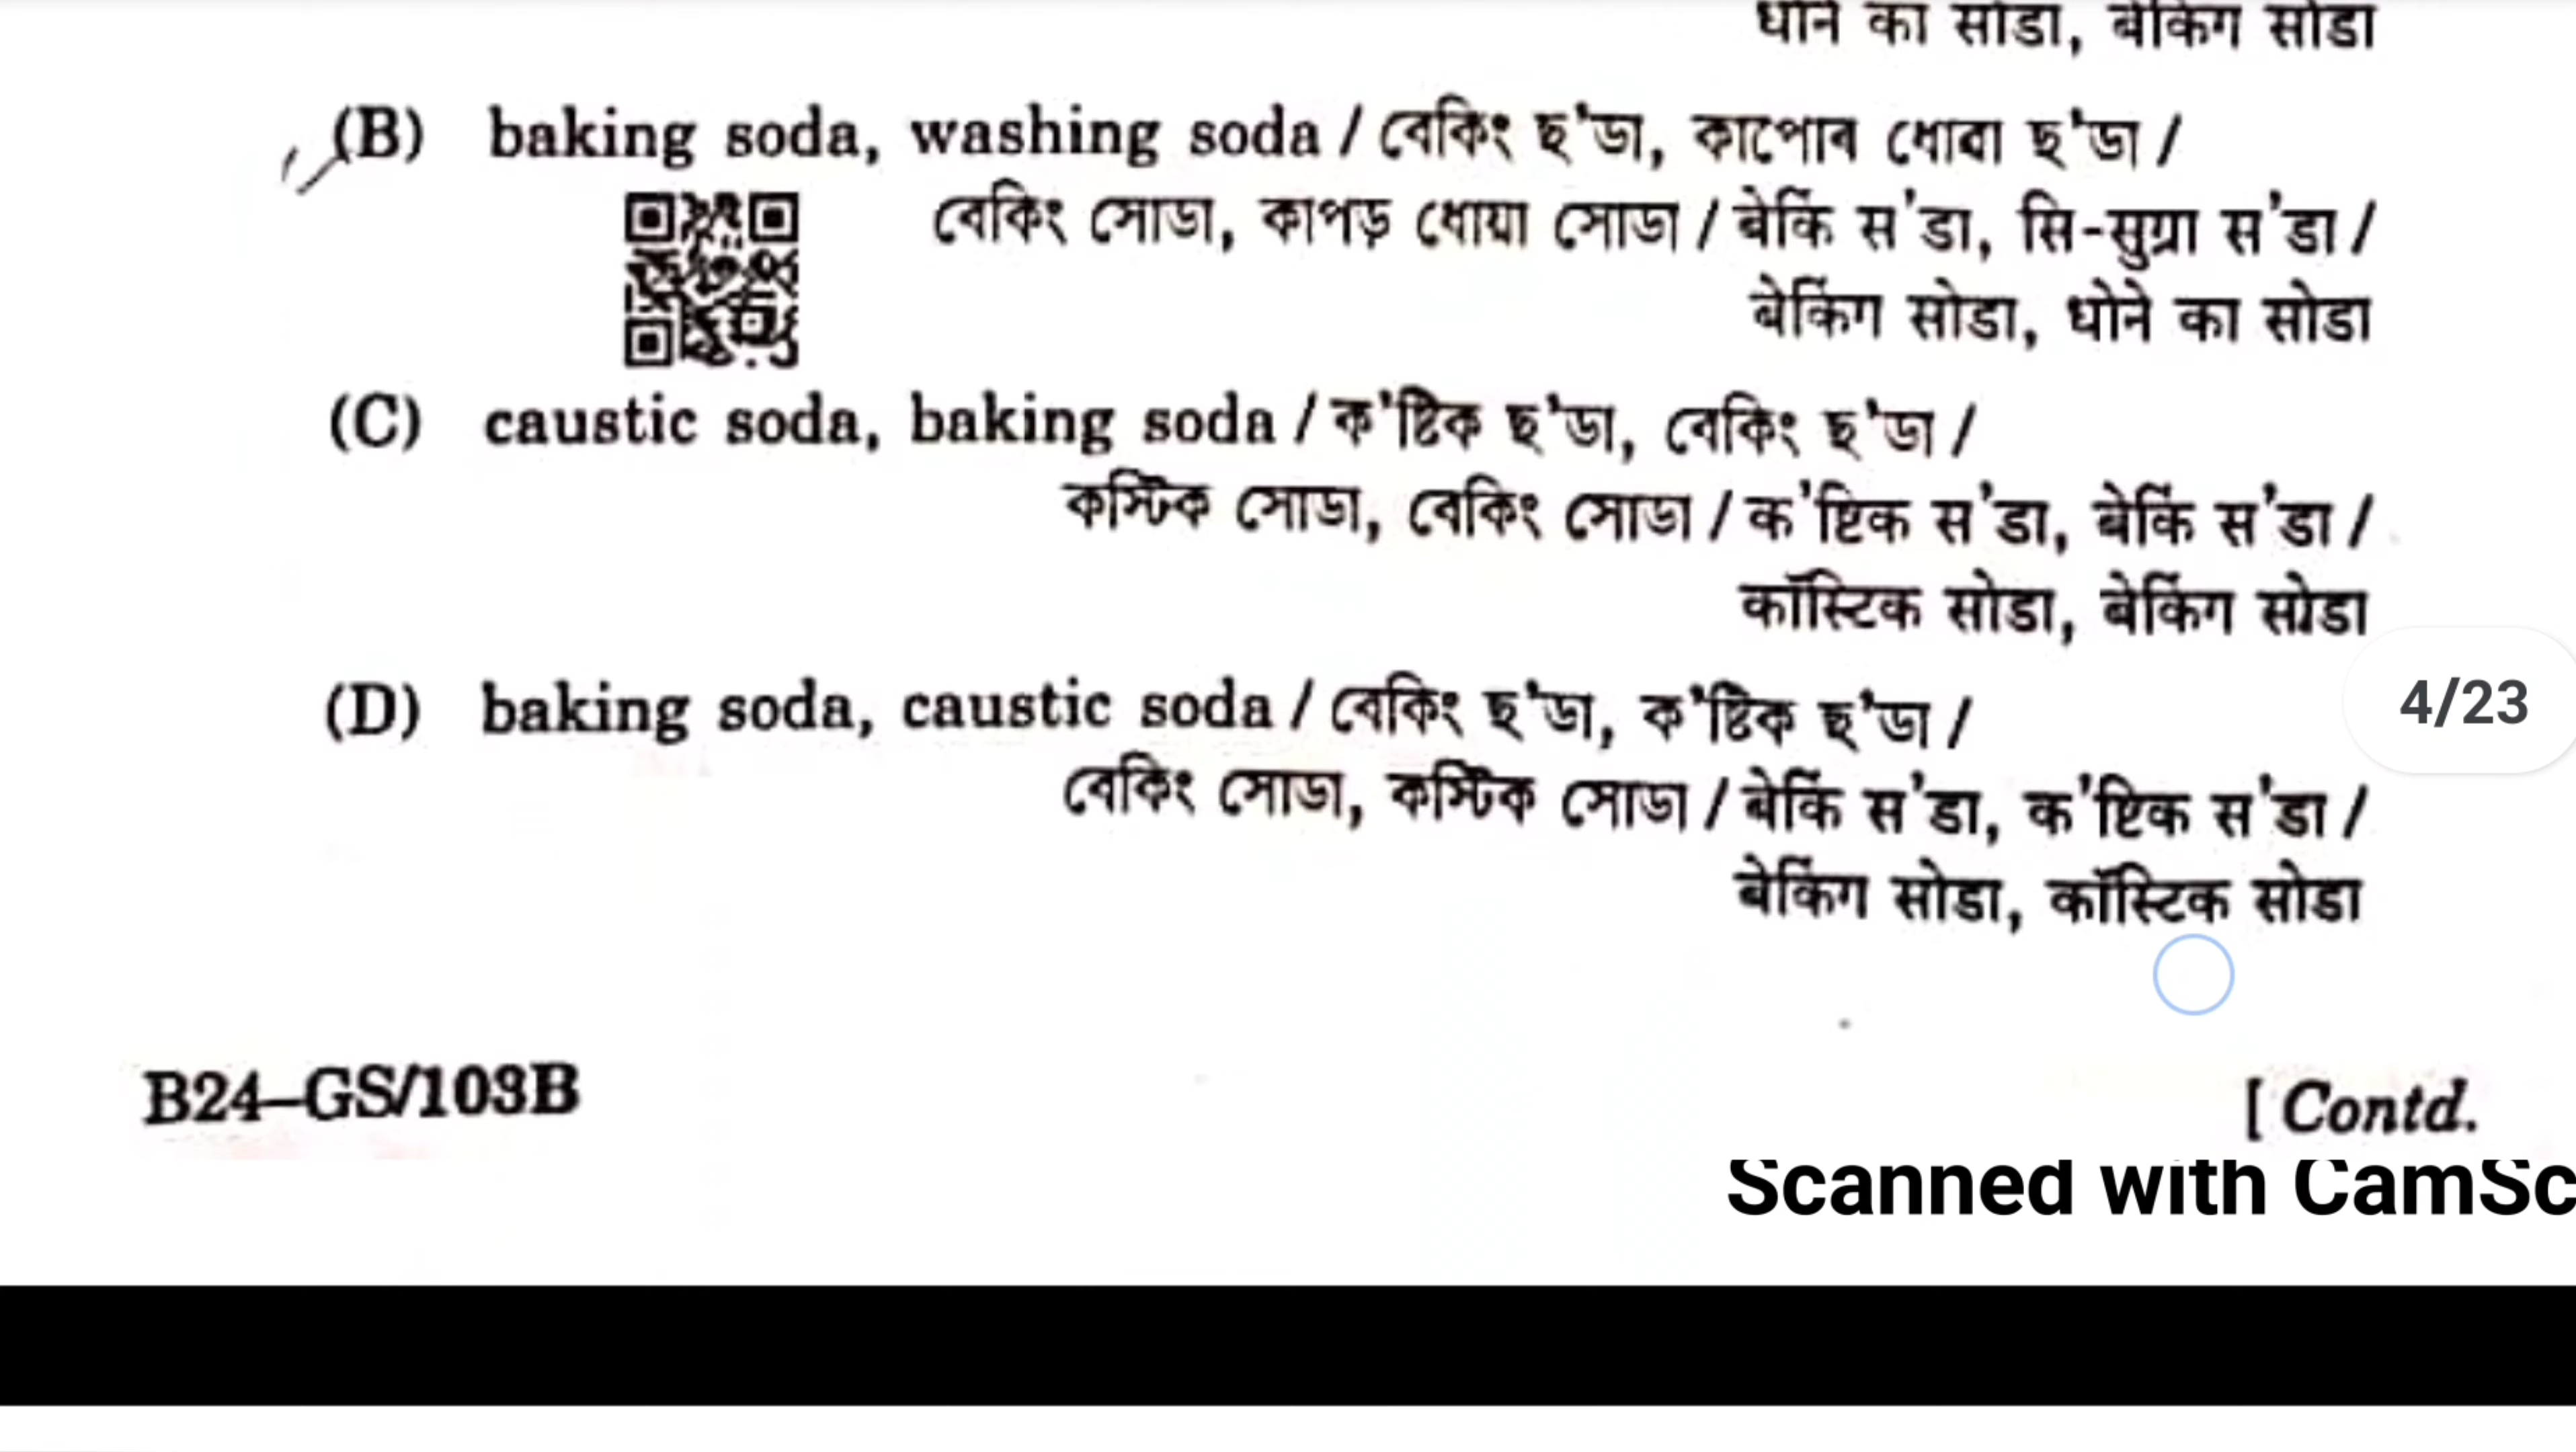 धोने का सोडा, बेकिंग सोडा
(B) baking soda, washing soda / বেকিং ছ'ডা, কাপোৰ ধোৱা ছ'ডা /
বেকিং সোডা, কাপড় ধোয়া সোডা / बेकिं स'डा, सि-सुग्रा स'डा /
बेकिंग सोडा, धोने का सोडा
(C) caustic soda, baking soda / ক'ষ্টিক ছ'ডা, বেকিং ছ'ডা /
কস্টিক সোডা, বেকিং সোডা / क'ष्टिक स'डा, बेकिं स'डा /
कॉस्टिक सोडा, बेकिंग सोडा
4/23
(D) baking soda, caustic soda / বেকিং ছ'ডা, ক'ষ্টিক ছ'ডা /
বেকিং সোডা, কস্টিক সোডা / बेकिं स'डा, क'ष्टिक स'डा /
बेकिंग सोडा, कॉस्टिक सोडा
B24–GS/103B
[ Contd.
Scanned with CamSc